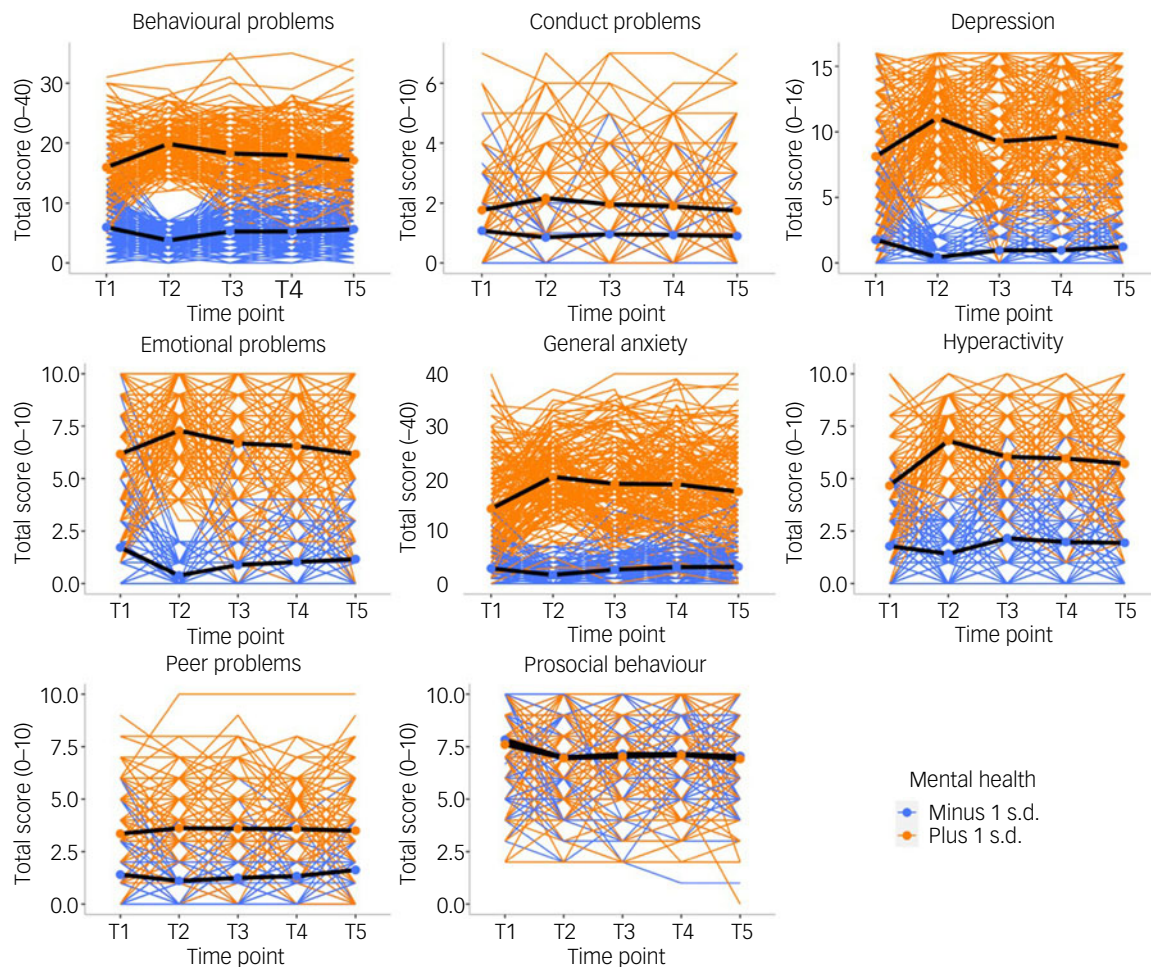 Behavioural problems
Total score (0–40)
30
20
10
0
T1 T2 T3 T4 T5
Time point
Conduct problems
Total score (0–10)
6
4
2
0
T1 T2 T3 T4 T5
Time point
Depression
Total score (0–16)
15
10
5
0
T1 T2 T3 T4 T5
Time point
Emotional problems
Total score (0–10)
10.0
7.5
5.0
2.5
0.0
T1 T2 T3 T4 T5
Time point
General anxiety
Total score (–40)
40
30
20
10
0
T1 T2 T3 T4 T5
Time point
Hyperactivity
Total score (0–10)
10.0
7.5
5.0
2.5
0.0
T1 T2 T3 T4 T5
Time point
Peer problems
Total score (0–10)
10.0
7.5
5.0
2.5
0.0
T1 T2 T3 T4 T5
Time point
Prosocial behaviour
Total score (0–10)
10.0
7.5
5.0
2.5
0.0
T1 T2 T3 T4 T5
Time point
Mental health
Minus 1 s.d.
Plus 1 s.d.